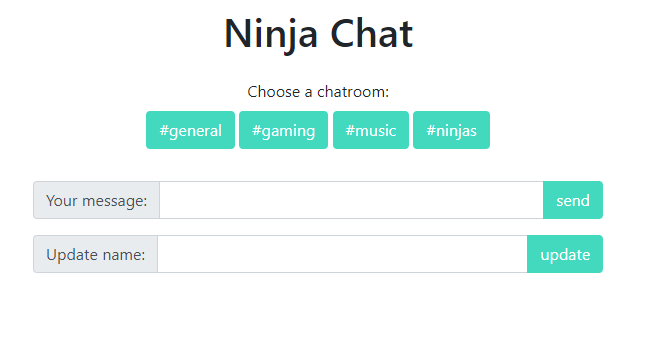 Ninja Chat
Choose a chatroom:
#general #gaming #music #ninjas
Your message: send
Update name: update